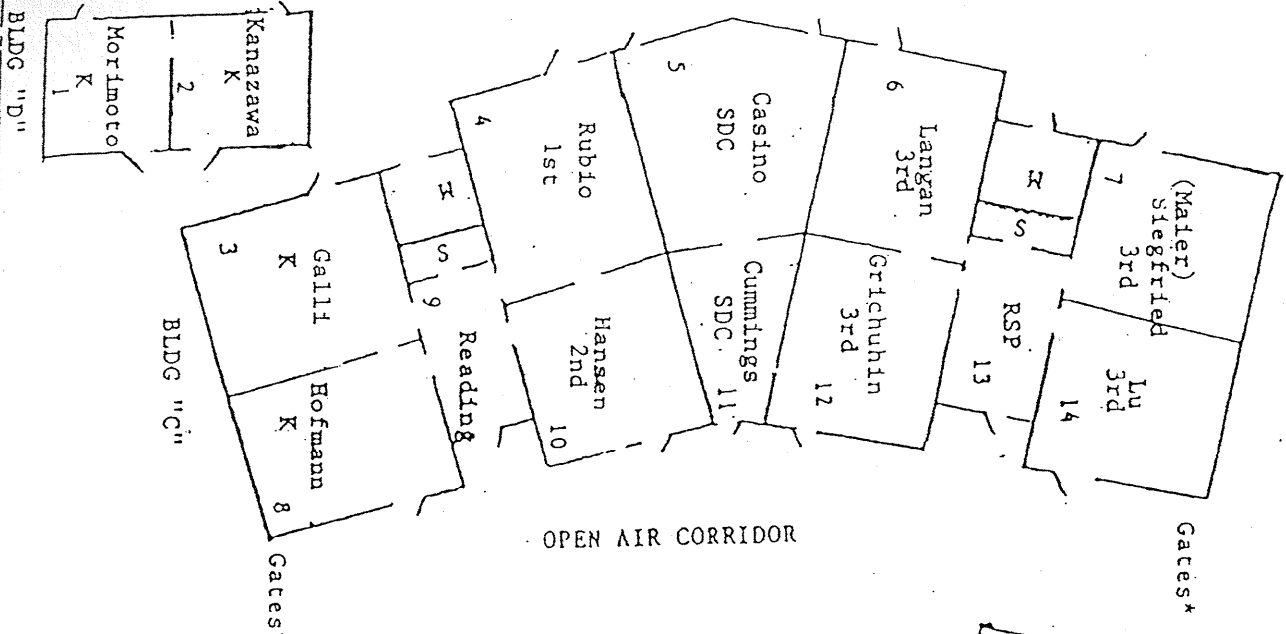 BLDG "D"
Kanazawa
K
2
Morimoto
K
1
BLDG "C"
Galli
K
3
Hofmann
K
8
W
S
9
Reading
Rubio
1st
4
Hansen
2nd
10
Casino
SDC
5
Cummings
SDC
11
Langan
3rd
6
Grichuhin
3rd
12
W
S
RSP
13
(Maier)
Siegfried
3rd
7
Lu
3rd
14
OPEN AIR CORRIDOR
Gates*
Gates*